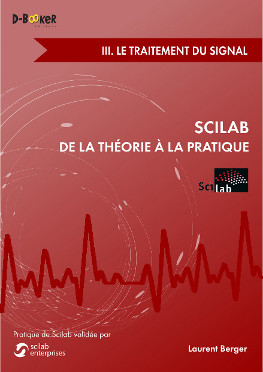 D-BOOKER
III. LE TRAITEMENT DU SIGNAL
SCILAB
DE LA THÉORIE À LA PRATIQUE
Scilab
Pratique de Scilab validée par
scilab
enterprises
Laurent Berger